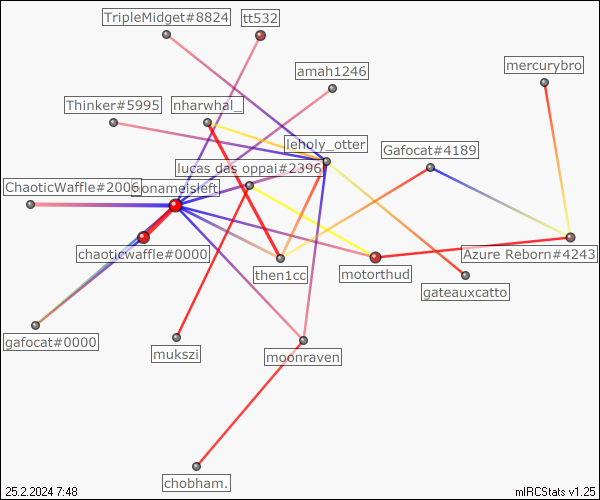 TripleMidget#8824
tt532
mercurybro
amah1246
Thinker#5995
nharwhal_
leholy_otter
Gafocat#4189
lucas das oppai#2396
ChaoticWaffle#2006
onameisleft
chaoticwaffle#0000
Azure Reborn#4243
then1cc
motorthud
gateauxcatto
gafocat#0000
mukszi
moonraven
chobham.
25.2.2024 7:48
mIRCStats v1.25